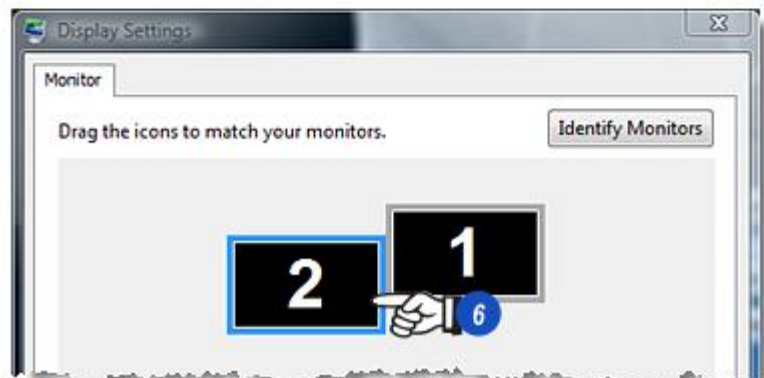 Display Settings
Monitor
Drag the icons to match your monitors.
Identify Monitors
1
2
6